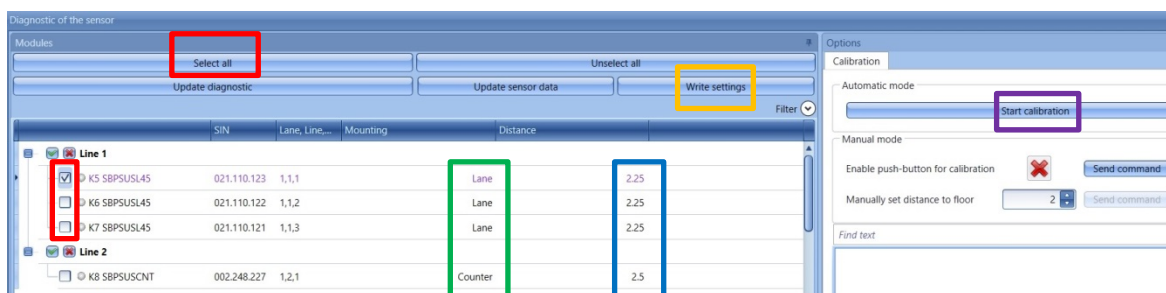 Diagnostic of the sensor
Modules
Select all Unselect all
Update diagnostic Update sensor data Write settings
Filter
SIN Lane, Line,... Mounting Distance
Line 1
K5 SBPSUSL45 021.110.123 1,1,1 Lane 2.25
K6 SBPSUSL45 021.110.122 1,1,2 Lane 2.25
K7 SBPSUSL45 021.110.121 1,1,3 Lane 2.25
Line 2
K8 SBPSUSCNT 002.248.227 1,2,1 Counter 2.5
Options
Calibration
Automatic mode
Start calibration
Manual mode
Enable push-button for calibration Send command
Manually set distance to floor 2 Send command
Find text